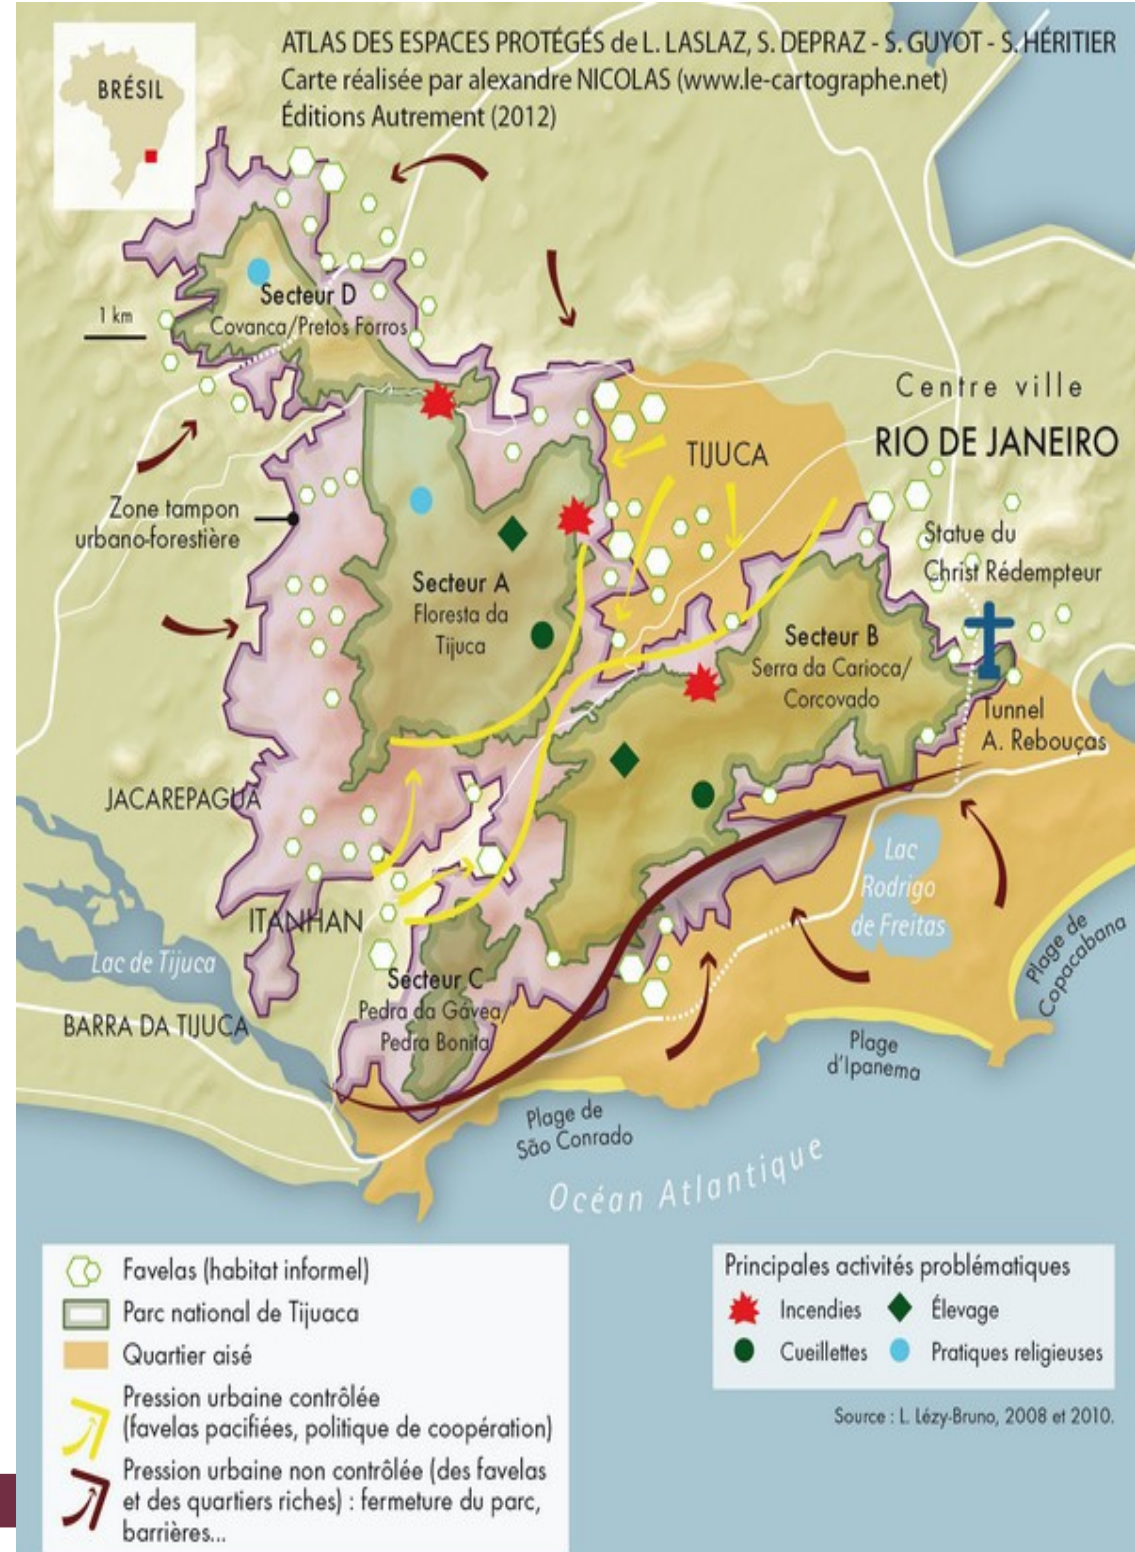 ATLAS DES ESPACES PROTÉGÉS de L. LASLAZ, S. DEPRAZ - S. GUYOT - S. HÉRITIER
Carte réalisée par alexandre NICOLAS (www.le-cartographe.net)
Éditions Autrement (2012)
BRÉSIL
Secteur D
Covanca/Pretos Forros
1 km
Centre ville
RIO DE JANEIRO
TIJUCA
Zone tampon
urbano-forestière
Statue du
Christ Rédempteur
Secteur A
Floresta da
Tijuca
Secteur B
Serra da Carioca/
Corcovado
Tunnel
A. Rebouças
JACAREPAGUA
Lac
Rodrigo
de Freitas
ITANHAN
Lac de Tijuca
Plage de
Copacabana
Secteur C
Pedra da Gávea/
Pedra Bonita
BARRA DA TIJUCA
Plage
d'Ipanema
Plage de
São Conrado
Océan Atlantique
Favelas (habitat informel)
Parc national de Tijuaca
Quartier aisé
Pression urbaine contrôlée
(favelas pacifiées, politique de coopération)
Pression urbaine non contrôlée (des favelas
et des quartiers riches) : fermeture du parc,
barrières...
Principales activités problématiques
Incendies
Élevage
Cueillettes
Pratiques religieuses
Source : L. Lézy-Bruno, 2008 et 2010.